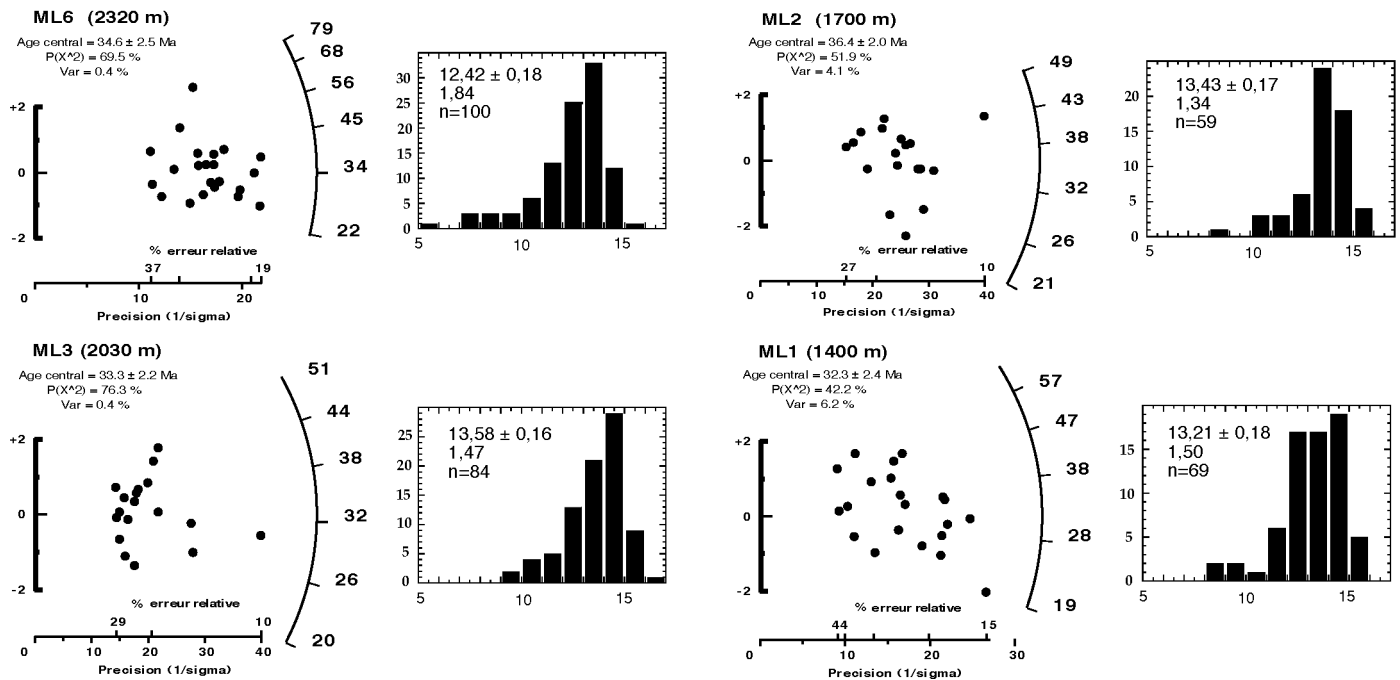 ML6 (2320 m)
Age central = 34.6 ± 2.5 Ma
P(X^2) = 69.5 %
Var = 0.4 %
+2
0
-2
79
68
56
45
34
22
% erreur relative
37 19
0 10 20
Precision (1/sigma)
12,42 ± 0,18
1,84
n=100
30
25
20
15
10
5
0
5 10 15
ML2 (1700 m)
Age central = 36.4 ± 2.0 Ma
P(X^2) = 51.9 %
Var = 4.1 %
+2
0
-2
49
43
38
32
26
21
% erreur relative
27 10
0 10 20 30 40
Precision (1/sigma)
13,43 ± 0,17
1,34
n=59
20
15
10
5
0
5 10 15
ML3 (2030 m)
Age central = 33.3 ± 2.2 Ma
P(X^2) = 76.3 %
Var = 0.4 %
+2
0
-2
51
44
38
32
26
20
% erreur relative
29 10
0 10 20 30 40
Precision (1/sigma)
13,58 ± 0,16
1,47
n=84
25
20
15
10
5
0
5 10 15
ML1 (1400 m)
Age central = 32.3 ± 2.4 Ma
P(X^2) = 42.2 %
Var = 6.2 %
+2
0
-2
57
47
38
28
19
% erreur relative
44 15
0 10 20 30
Precision (1/sigma)
13,21 ± 0,18
1,50
n=69
15
10
5
0
5 10 15